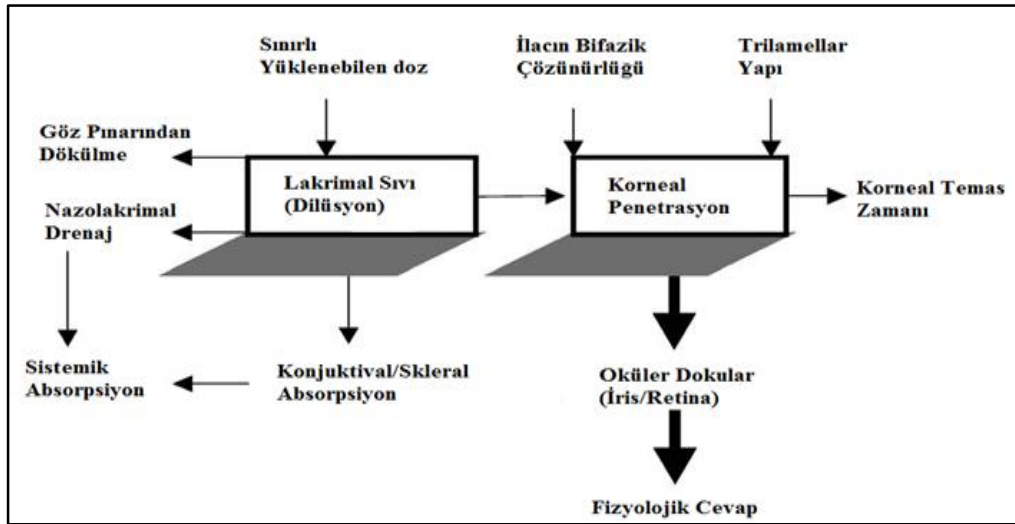 Sınırlı
Yüklenebilen doz
İlacın Bifazik
Çözünürlüğü
Trilamellar
Yapı
Göz Pınarından
Dökülme
Lakrimal Sıvı
(Dilüsyon)
Korneal
Penetrasyon
Korneal Temas
Zamanı
Nazolakrimal
Drenaj
Sistemik
Absorpsiyon
Konjuktival/Skleral
Absorpsiyon
Oküler Dokular
(İris/Retina)
Fizyolojik Cevap